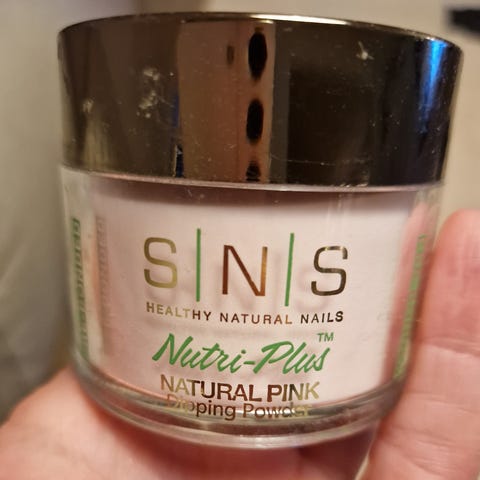 S|N|S
HEALTHY NATURAL NAILS
Nutri-Plus™
NATURAL PINK
Dipping Powder